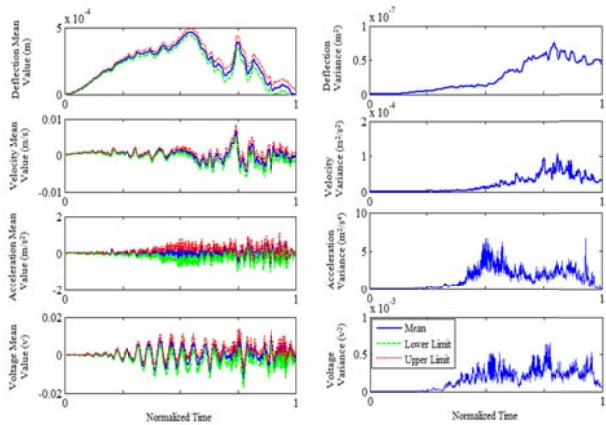 5 x 10^-4
Deflection Mean
Value (m)
0
0
1
0.01
Velocity Mean
Value (m/s)
0
-0.01
0
1
2
Acceleration Mean
Value (m/s²)
0
-2
0
1
0.02
Voltage Mean
Value (v)
0
-0.02
0
1
Normalized Time
1 x 10^-7
Deflection
Variance (m²)
0.5
0
0
1
2 x 10^-4
Velocity
Variance (m²/s²)
1
0
0
1
10
Acceleration
Variance (m²/s⁴)
5
0
0
1
1 x 10^-3
Voltage
Variance (v²)
0.5
0
0
1
Mean
Lower Limit
Upper Limit
Normalized Time